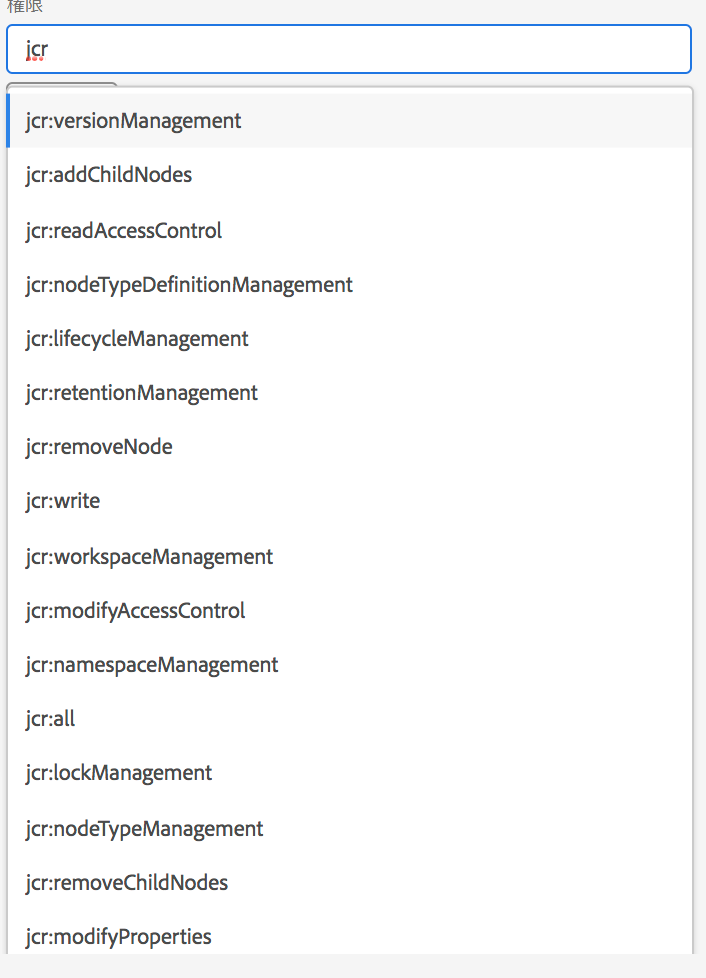 権限
jcr
jcr:versionManagement
jcr:addChildNodes
jcr:readAccessControl
jcr:nodeTypeDefinitionManagement
jcr:lifecycleManagement
jcr:retentionManagement
jcr:removeNode
jcr:write
jcr:workspaceManagement
jcr:modifyAccessControl
jcr:namespaceManagement
jcr:all
jcr:lockManagement
jcr:nodeTypeManagement
jcr:removeChildNodes
jcr:modifyProperties